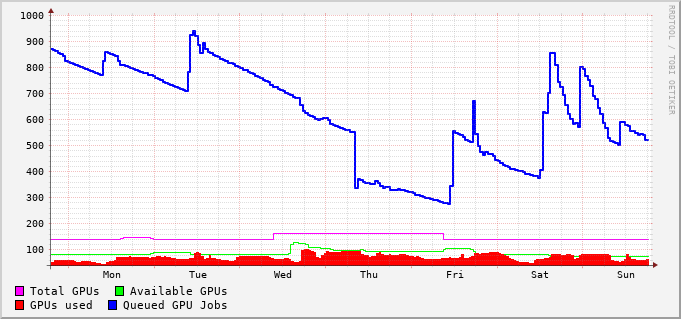 1000
900
800
700
600
500
400
300
200
100
Mon Tue Wed Thu Fri Sat Sun
Total GPUs Available GPUs
GPUs used Queued GPU Jobs
RRDTOOL / TOBI OETIKER